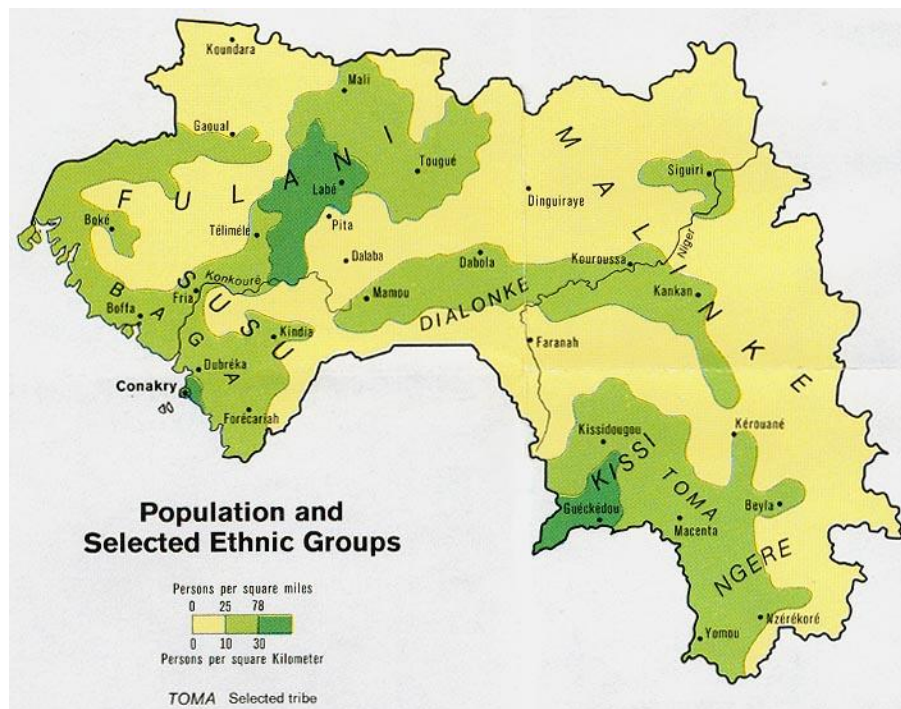 Koundara
Mali
Gaoual
Tougué
Labé
Siguiri
FULANI
MALINKE
Dinguiraye
Pita
Boké
Télimélé
Niger
Dalaba
Dabola
Kouroussa
Konkouré
Fria
Mamou
Kankan
BAGA
SUSU
DIALONKE
Boffa
Kindia
Faranah
Dubréka
Conakry
Forécariah
Kissidougou
Kérouané
KISSI
TOMA
Guéckédou
Macenta
Beyla
NGERE
Nzérékoré
Yomou
Population and
Selected Ethnic Groups
Persons per square miles
0 25 78
0 10 30
Persons per square Kilometer
TOMA Selected tribe